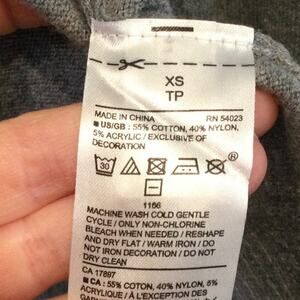 XS
TP
MADE IN CHINA RN 54023
■ US/GB : 55% COTTON, 40% NYLON,
5% ACRYLIC / EXCLUSIVE OF
DECORATION
30 ®
1166
MACHINE WASH COLD GENTLE
CYCLE / ONLY NON-CHLORINE
BLEACH WHEN NEEDED / RESHAPE
AND DRY FLAT / WARM IRON / DO
NOT IRON DECORATION / DO NOT
DRY CLEAN
CA 17897
■ CA : 55% COTTON, 40% NYLON, 5%
ACRYLIQUE / À L'EXCEPTION DES